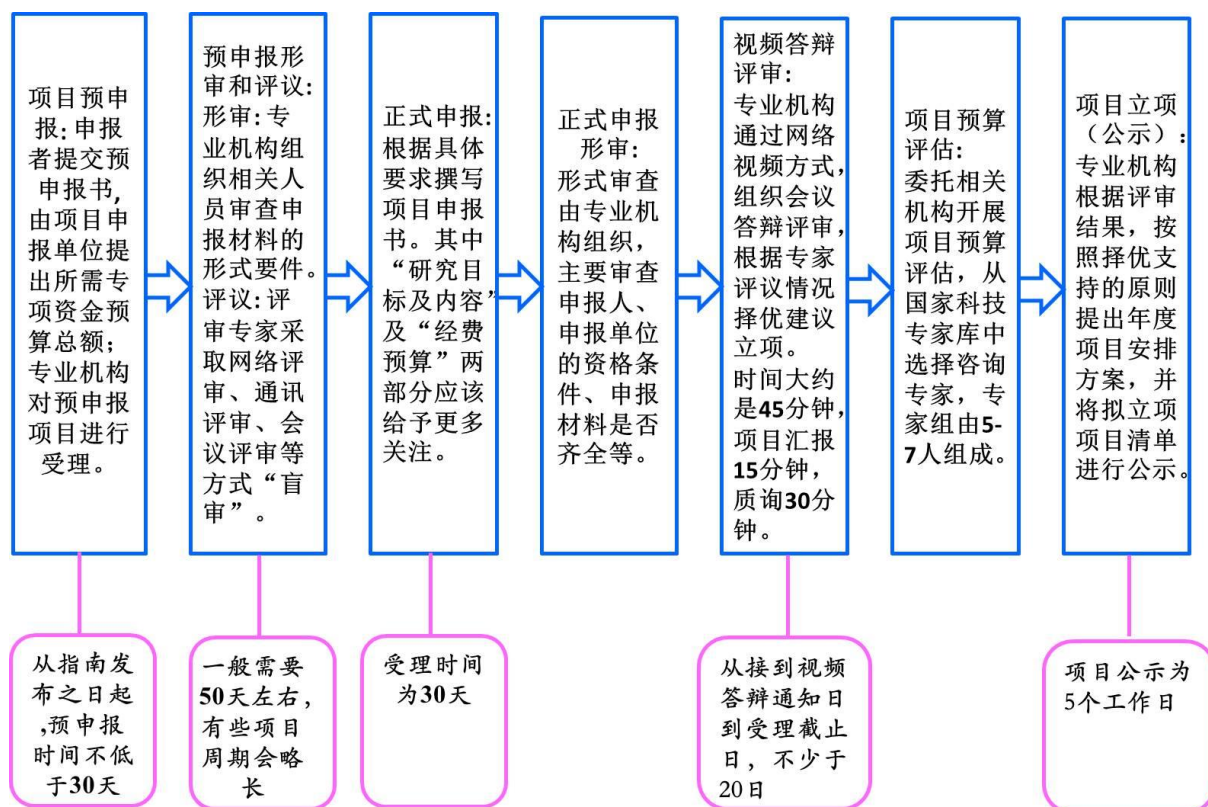 项目预申
报:申报
者提交预
申报书,
由项目申
报单位提
出所需专
项资金预
算总额;
专业机构
对预申报
项目进行
受理。
预申报形
审和评议:
形审:专
业机构组
织相关人
员审查申
报材料的
形式要件。
评议:评
审专家采
取网络评
审、通讯
评审、会
议评审等
方式“盲
审”。
正式申报:
根据具体
要求撰写
项目申报
书。其中
“研究目
标及内容”
及“经费
预算”两
部分应该
给予更多
关注。
正式申报
形审:
形式审查
由专业机
构组织,
主要审查
申报人、
申报单位
的资格条
件、申报
材料是否
齐全等。
视频答辩
评审:
专业机构
通过网络
视频方式,
组织会议
答辩评审,
根据专家
评议情况
择优建议
立项。
时间大约
是45分钟,
项目汇报
15分钟,
质询30分
钟。
项目预算
评估:
委托相关
机构开展
项目预算
评估,从
国家科技
专家库中
选择咨询
专家,专
家组由5-
7人组成。
项目立项
(公示):
专业机构
根据评审
结果,按
照择优支
持的原则
提出年度
项目安排
方案,并
将拟立项
项目清单
进行公示。
从指南发
布之日起
,预申报
时间不低
于30天
一般需要
50天左右,
有些项目
周期会略
长
受理时间
为30天
从接到视频
答辩通知日
到受理截止
日,不少于
20日
项目公示为
5个工作日